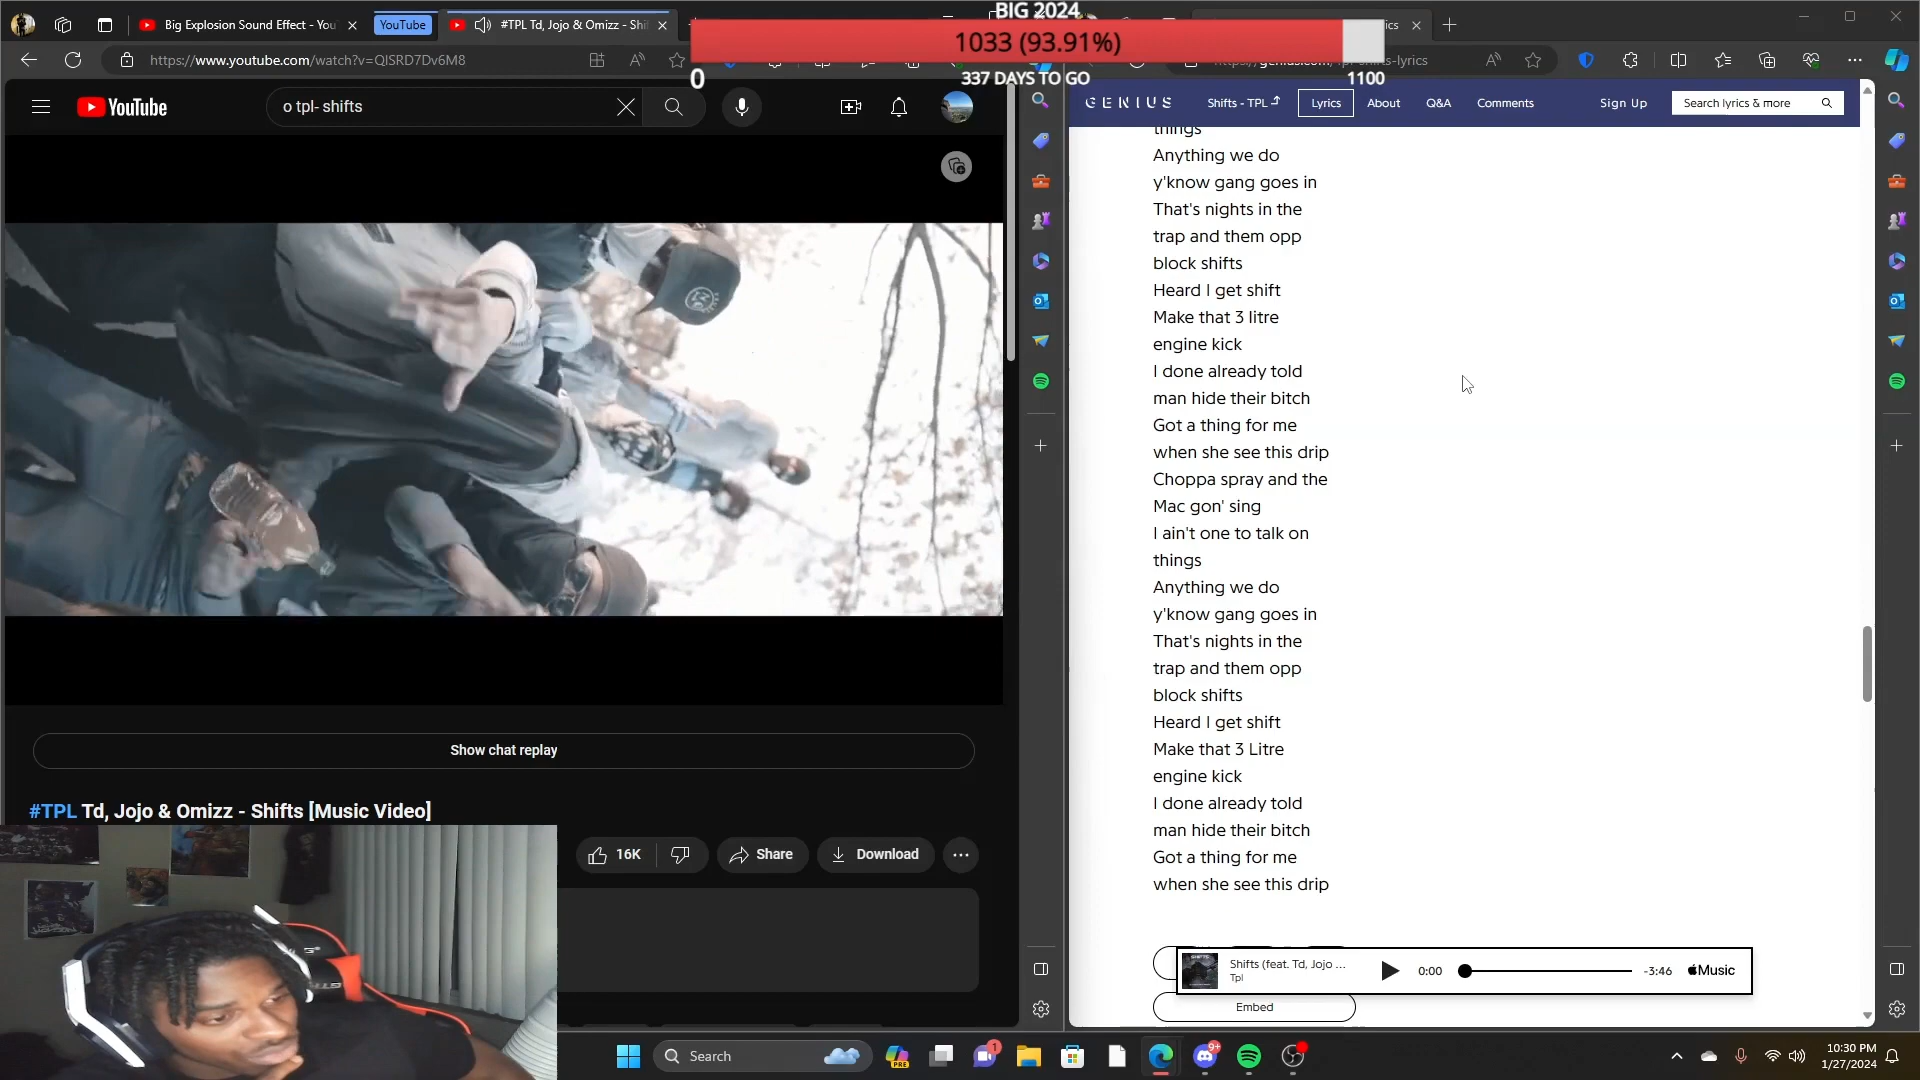 Big Explosion Sound Effect - You
YouTube
#TPL Td, Jojo & Omizz - Shi
BIG 2024
1033 (93.91%)
0
337 DAYS TO GO
1100
ics
https://www.youtube.com/watch?v=QlSRD7Dv6M8
YouTube
o tpl- shifts
GENIUS
Shifts - TPL
Lyrics
About
Q&A
Comments
Sign Up
Search lyrics & more
things
Anything we do
y'know gang goes in
That's nights in the
trap and them opp
block shifts
Heard I get shift
Make that 3 litre
engine kick
I done already told
man hide their bitch
Got a thing for me
when she see this drip
Choppa spray and the
Mac gon' sing
I ain't one to talk on
things
Anything we do
y'know gang goes in
That's nights in the
trap and them opp
block shifts
Heard I get shift
Make that 3 Litre
engine kick
I done already told
man hide their bitch
Got a thing for me
when she see this drip
Show chat replay
#TPL Td, Jojo & Omizz - Shifts [Music Video]
16K
Share
Download
Shifts (feat. Td, Jojo ...
Tpl
0:00
-3:46
Music
Embed
Search
PRE
1
9+
10:30 PM
1/27/2024